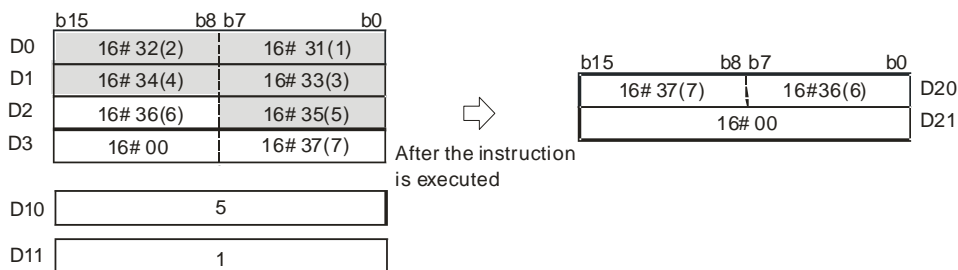 b15 b8 b7 b0
D0 16# 32(2) 16# 31(1)
D1 16# 34(4) 16# 33(3)
D2 16# 36(6) 16# 35(5)
D3 16# 00 16# 37(7)
D10 5
D11 1
After the instruction
is executed
b15 b8 b7 b0
16# 37(7) 16#36(6) D20
16# 00 D21